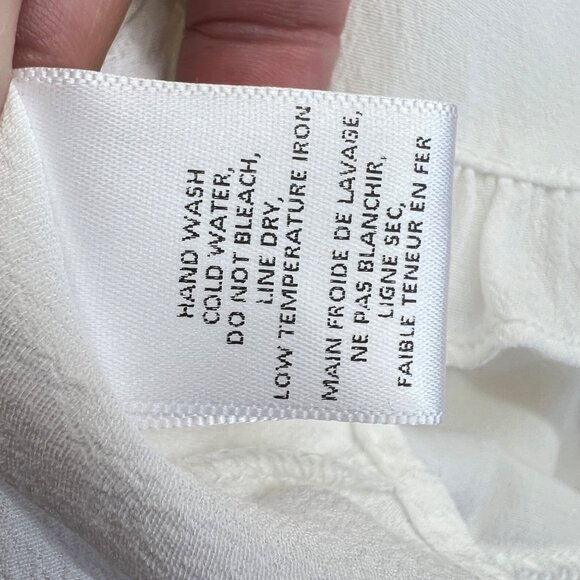 HAND WASH
COLD WATER,
DO NOT BLEACH,
LINE DRY,
LOW TEMPERATURE IRON
MAIN FROIDE DE LAVAGE,
NE PAS BLANCHIR,
LIGNE SEC,
FAIBLE TENEUR EN FER